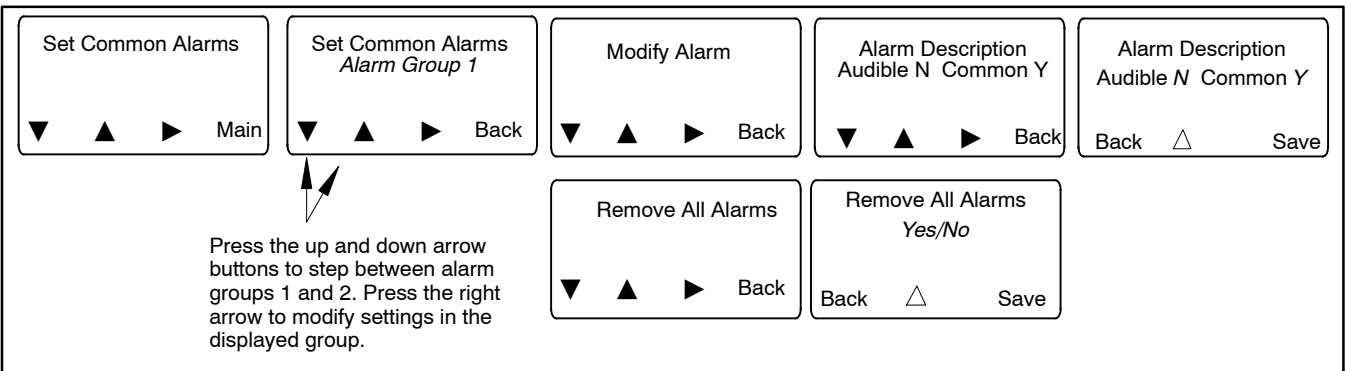 Set Common Alarms
▼ ▲ ► Main
Set Common Alarms
Alarm Group 1
▼ ▲ ► Back
Modify Alarm
▼ ▲ ► Back
Alarm Description
Audible N Common Y
▼ ▲ ► Back
Alarm Description
Audible N Common Y
Back △ Save
Remove All Alarms
▼ ▲ ► Back
Remove All Alarms
Yes/No
Back △ Save
Press the up and down arrow
buttons to step between alarm
groups 1 and 2. Press the right
arrow to modify settings in the
displayed group.